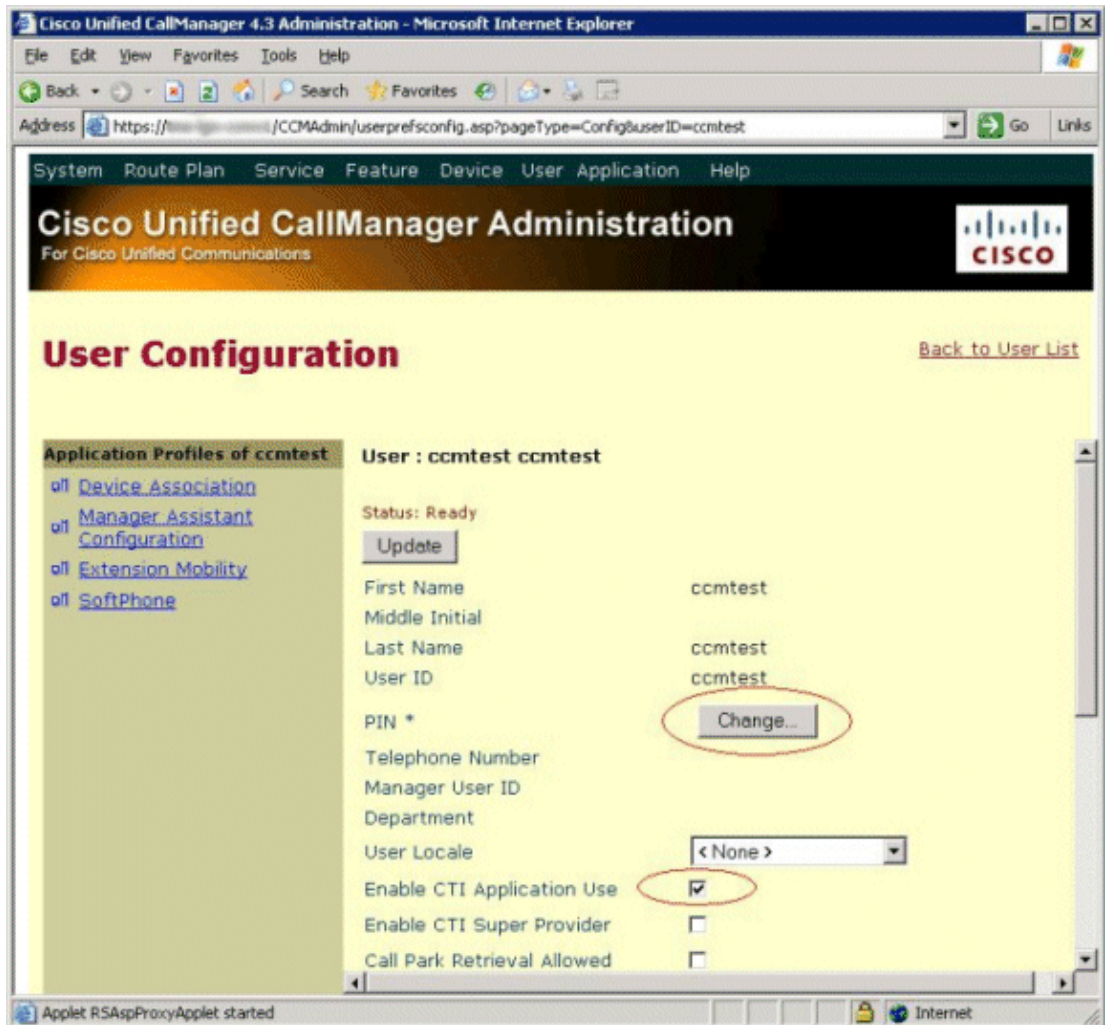 Cisco Unified CallManager 4.3 Administration - Microsoft Internet Explorer
File Edit View Favorites Tools Help
Back Search Favorites
Address https:// /CCMAdmin/userprefsconfig.asp?pageType=Config&userID=ccmtest Go Links
System Route Plan Service Feature Device User Application Help
Cisco Unified CallManager Administration
For Cisco Unified Communications
CISCO
User Configuration
Back to User List
Application Profiles of ccmtest
Device Association
Manager Assistant
Configuration
Extension Mobility
SoftPhone
User : ccmtest ccmtest
Status: Ready
Update
First Name ccmtest
Middle Initial
Last Name ccmtest
User ID ccmtest
PIN * Change...
Telephone Number
Manager User ID
Department
User Locale < None >
Enable CTI Application Use
Enable CTI Super Provider
Call Park Retrieval Allowed
Applet RSAspProxyApplet started
Internet